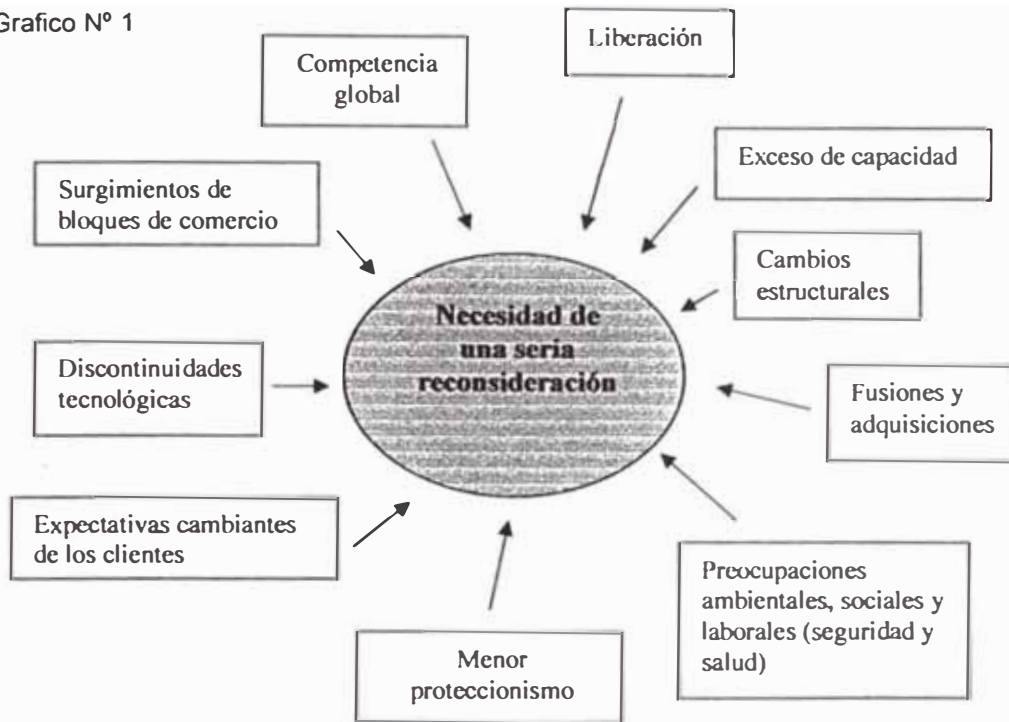 Grafico Nº 1
Liberación
Competencia
global
Exceso de capacidad
Surgimientos de
bloques de comercio
Cambios
estructurales
Necesidad de
una seria
reconsideración
Discontinuidades
tecnológicas
Fusiones y
adquisiciones
Expectativas cambiantes
de los clientes
Preocupaciones
ambientales, sociales y
laborales (seguridad y
salud)
Menor
proteccionismo